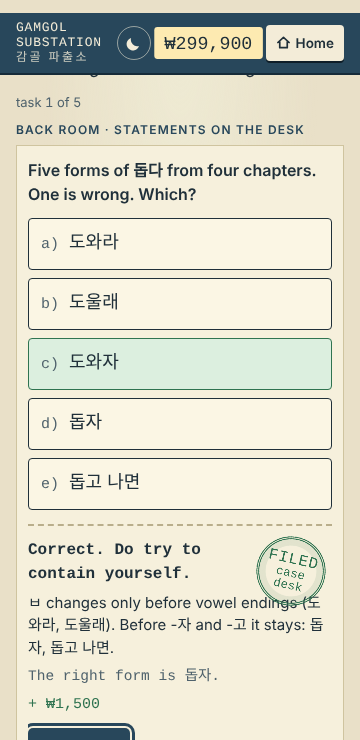 GAMGOL
SUBSTATION
감골 파출소
₩299,900
Home
task 1 of 5
BACK ROOM · STATEMENTS ON THE DESK
Five forms of 돕다 from four chapters.
One is wrong. Which?
a) 도와라
b) 도울래
c) 도와자
d) 돕자
e) 돕고 나면
Correct. Do try to
contain yourself.
FILED
case
desk
ㅂ changes only before vowel endings (도
와라, 도울래). Before -자 and -고 it stays: 돕
자, 돕고 나면.
The right form is 돕자.
+ ₩1,500